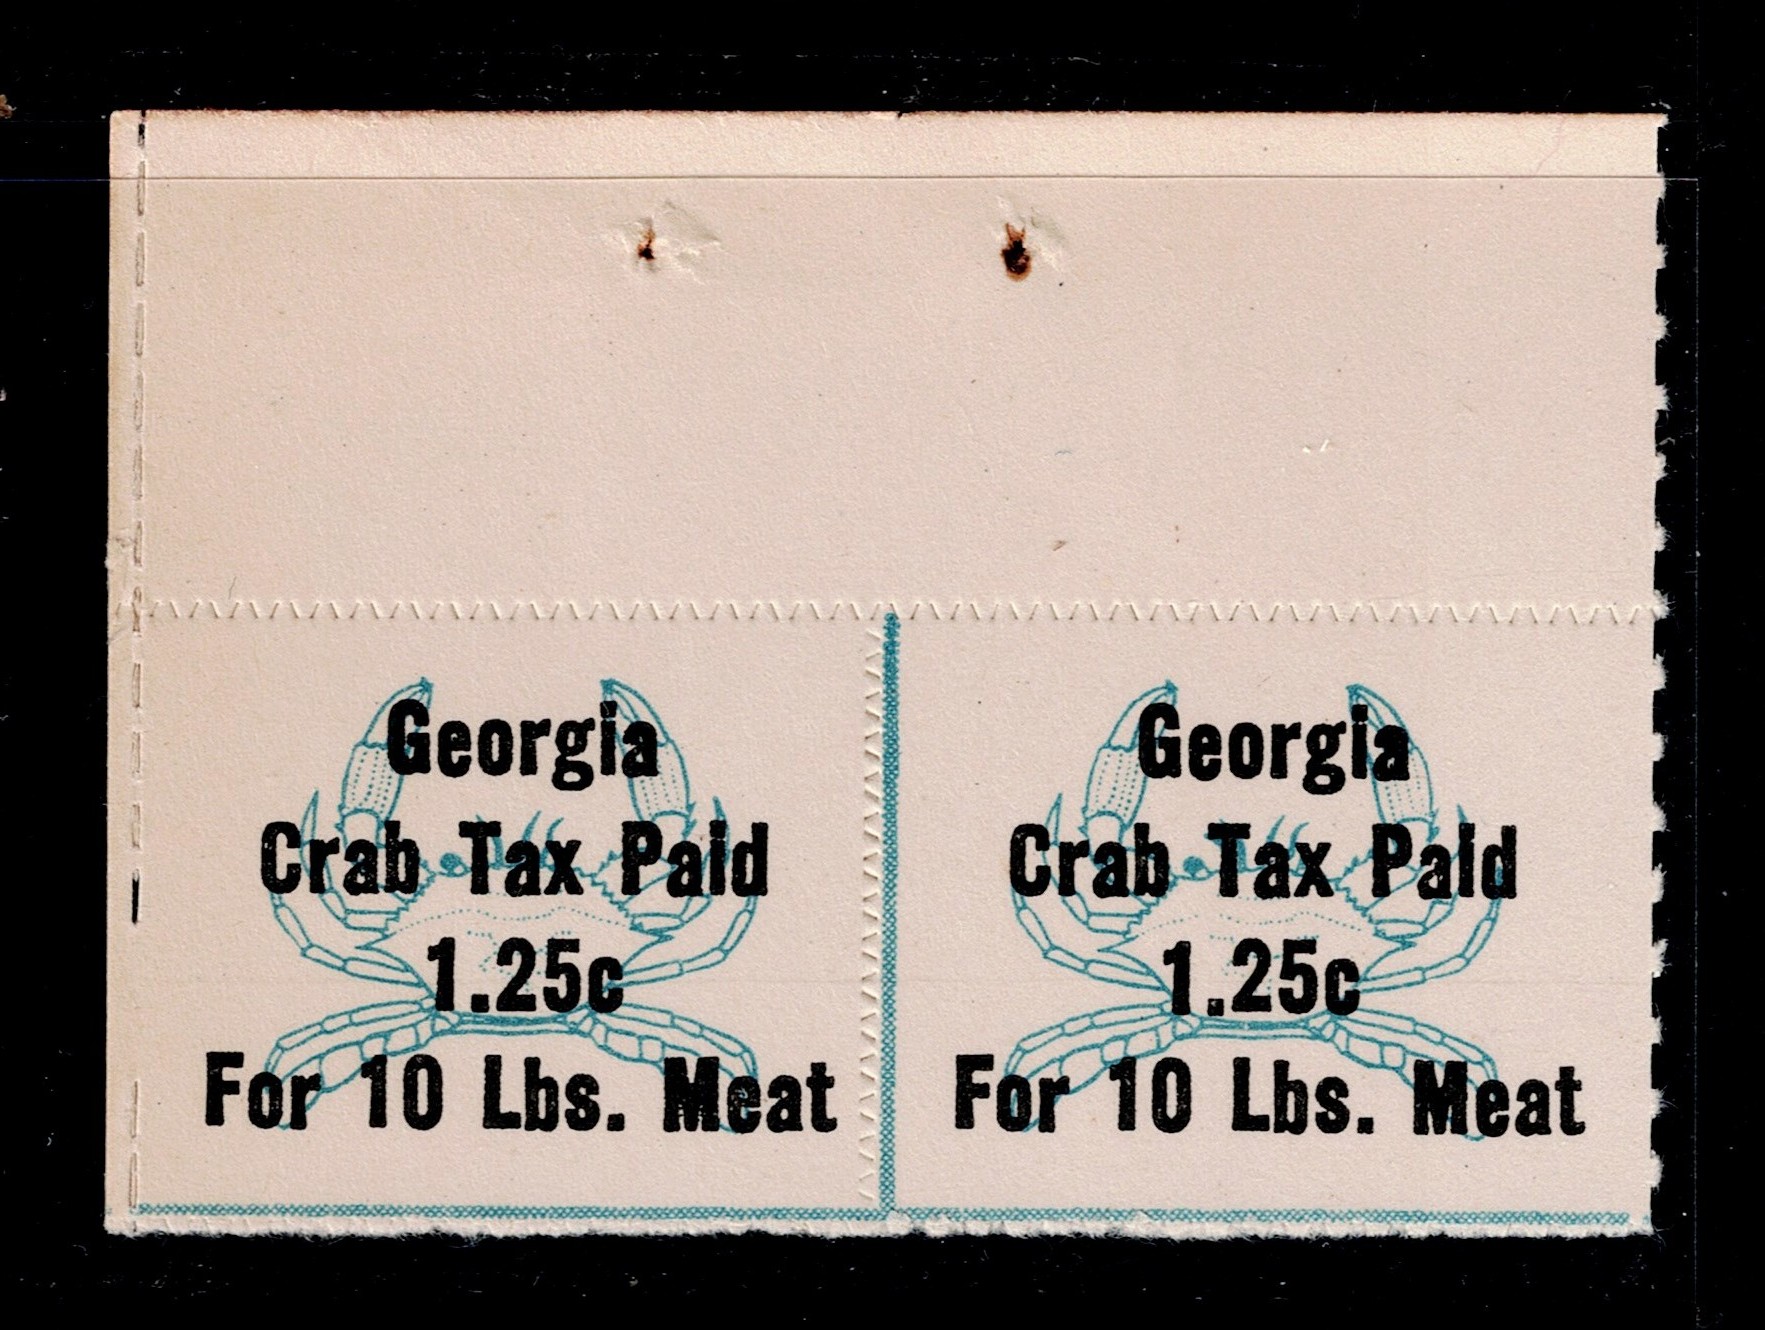 Georgia
Crab Tax Paid
1.25c
For 10 Lbs. Meat
Georgia
Crab Tax Paid
1.25c
For 10 Lbs. Meat